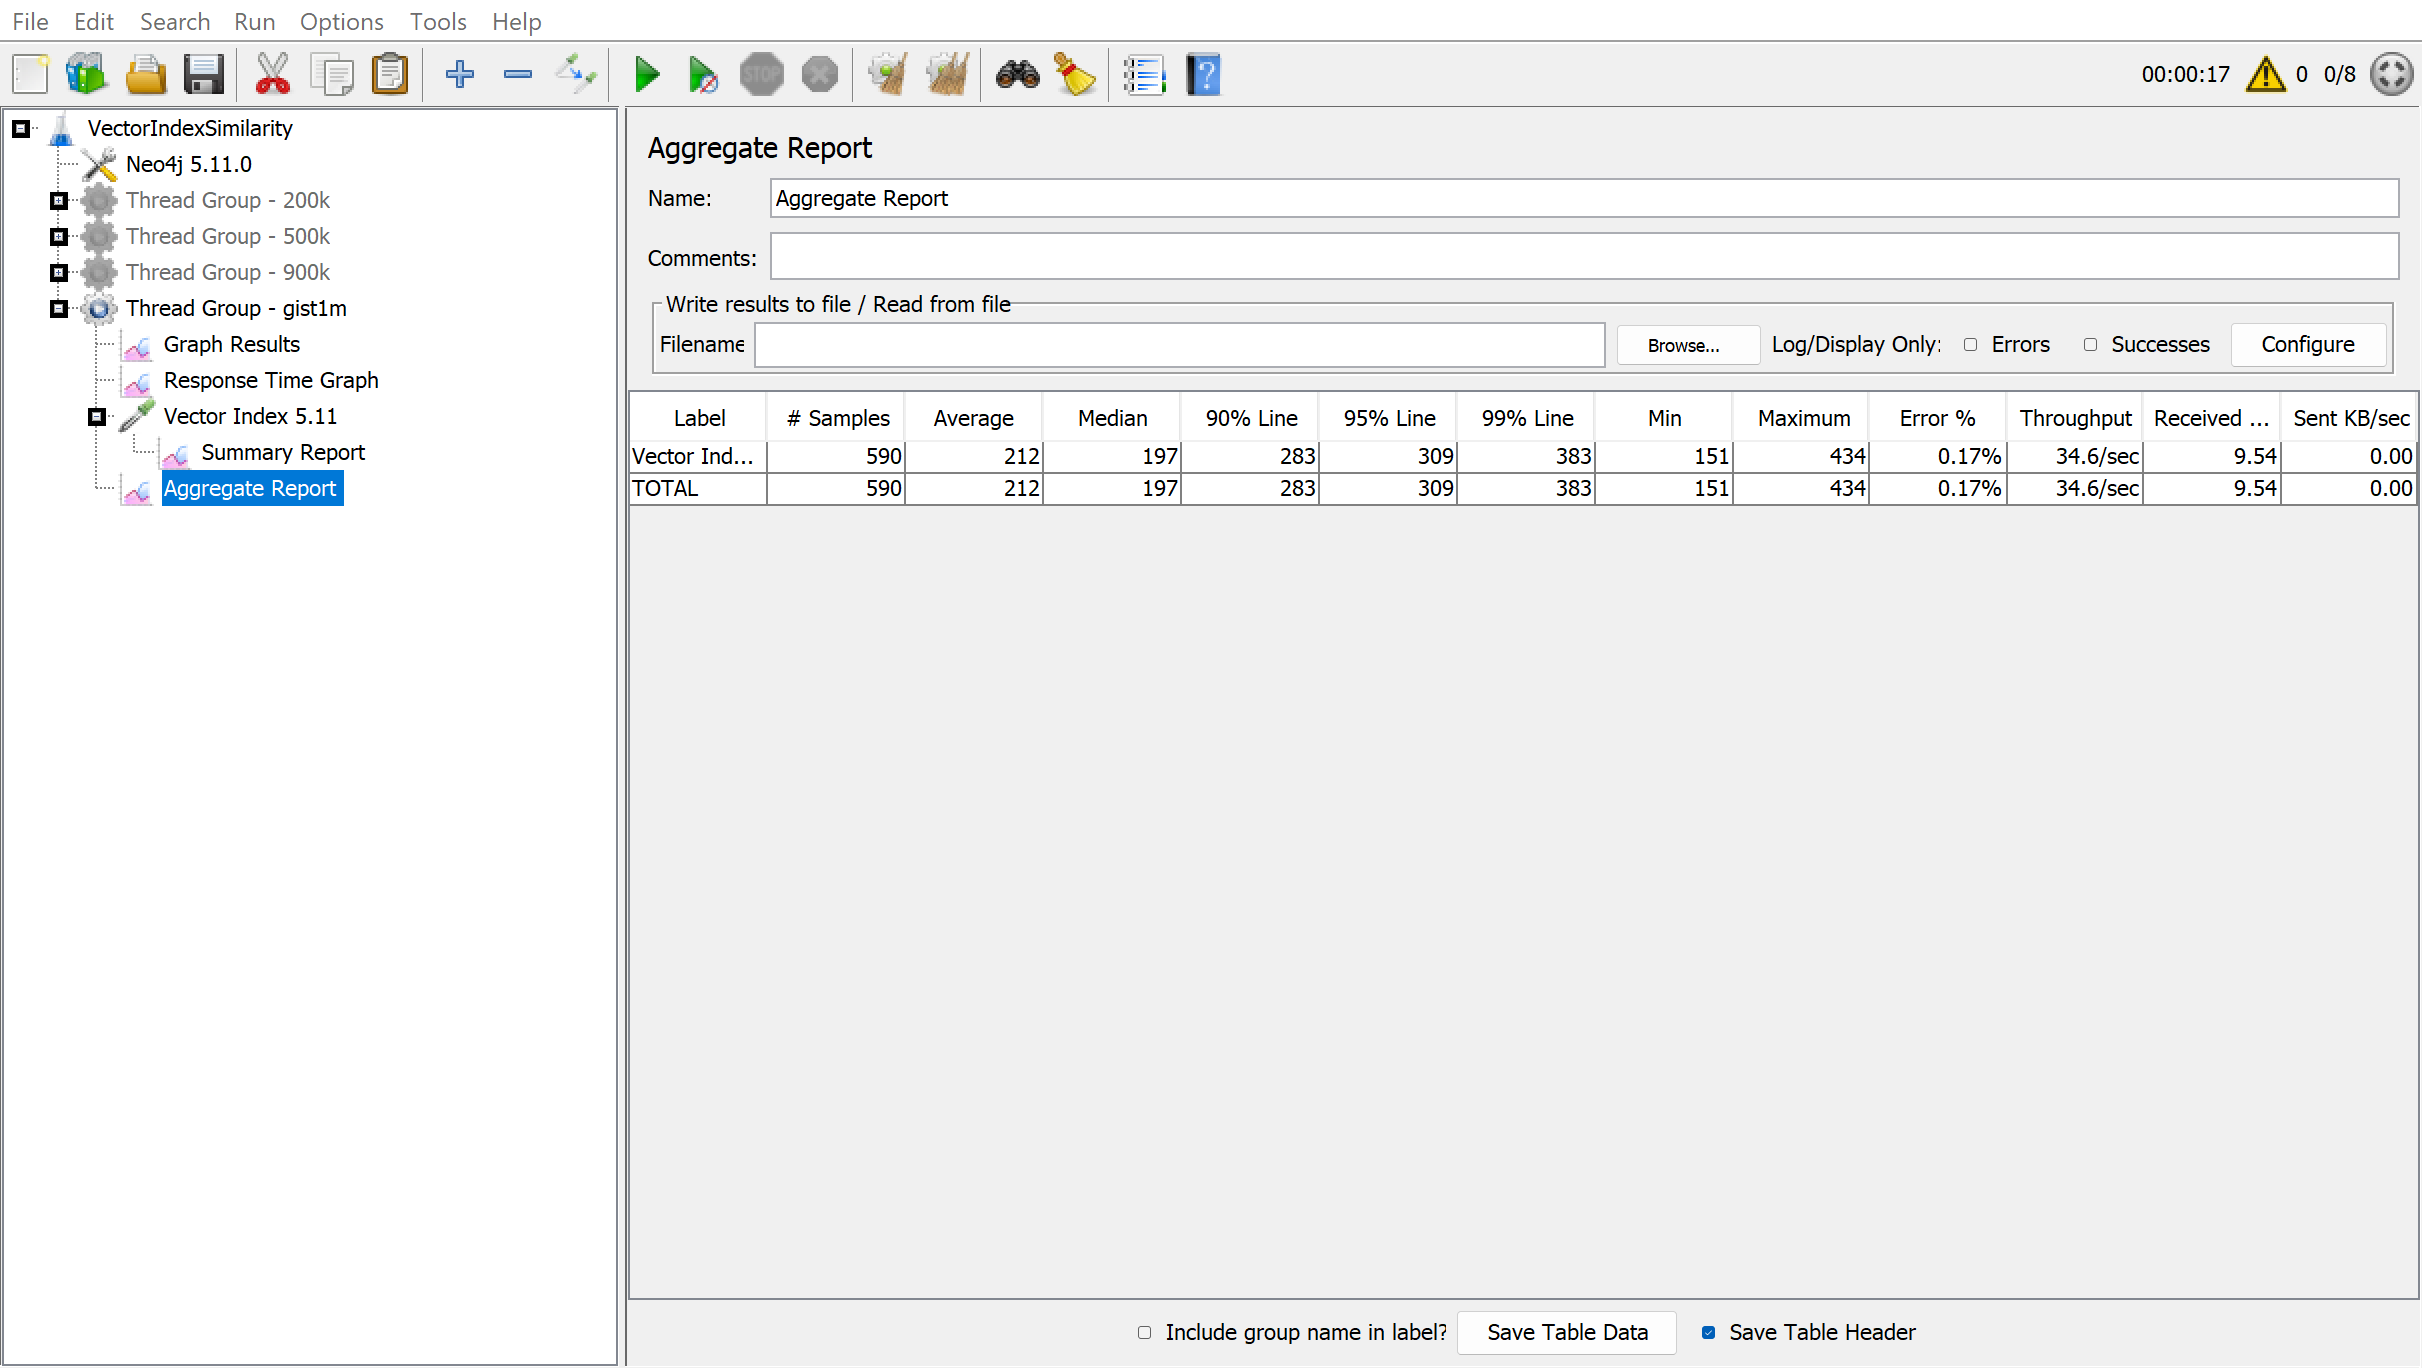 File Edit Search Run Options Tools Help
STOP
00:00:17 0 0/8
VectorIndexSimilarity
Neo4j 5.11.0
Thread Group - 200k
Thread Group - 500k
Thread Group - 900k
Thread Group - gist1m
Graph Results
Response Time Graph
Vector Index 5.11
Summary Report
Aggregate Report
Aggregate Report
Name: Aggregate Report
Comments:
Write results to file / Read from file
Filename Browse... Log/Display Only: Errors Successes Configure
Label # Samples Average Median 90% Line 95% Line 99% Line Min Maximum Error % Throughput Received ... Sent KB/sec
Vector Ind... 590 212 197 283 309 383 151 434 0.17% 34.6/sec 9.54 0.00
TOTAL 590 212 197 283 309 383 151 434 0.17% 34.6/sec 9.54 0.00
Include group name in label? Save Table Data Save Table Header